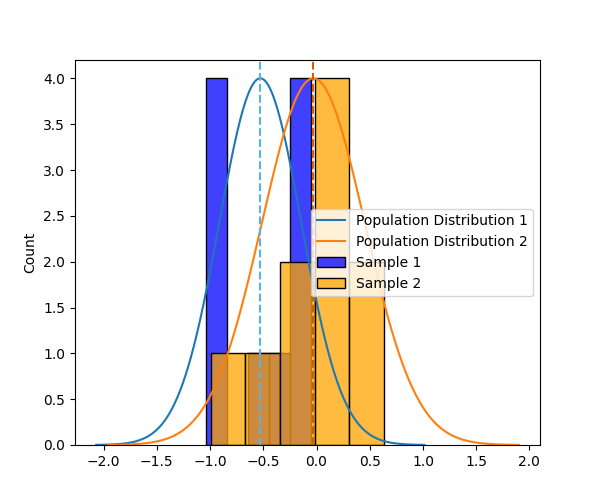 4.0
3.5
3.0
2.5
2.0
1.5
1.0
0.5
0.0
Count
Population Distribution 1
Population Distribution 2
Sample 1
Sample 2
−2.0 −1.5 −1.0 −0.5 0.0 0.5 1.0 1.5 2.0